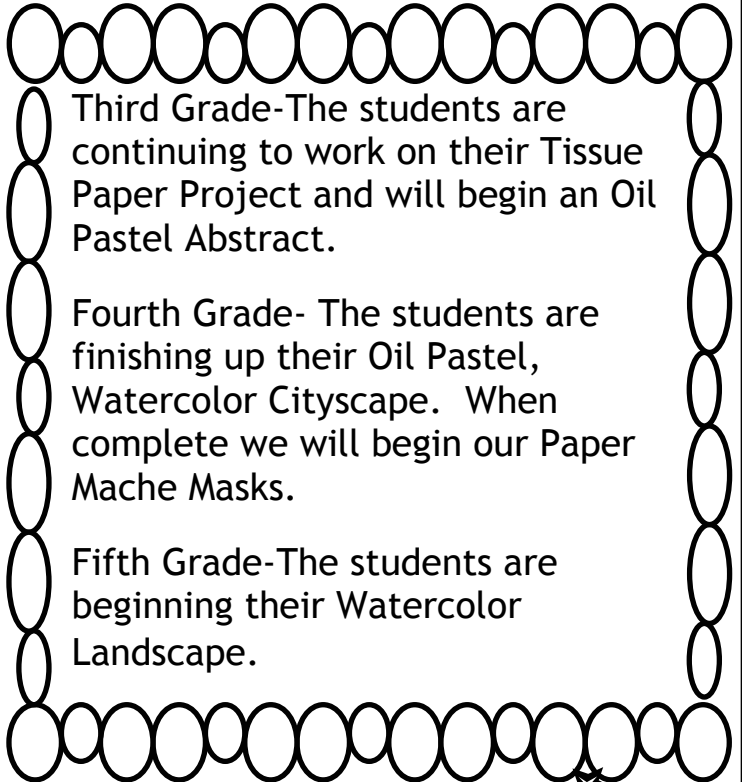 Third Grade-The students are
continuing to work on their Tissue
Paper Project and will begin an Oil
Pastel Abstract.
Fourth Grade- The students are
finishing up their Oil Pastel,
Watercolor Cityscape.  When
complete we will begin our Paper
Mache Masks.
Fifth Grade-The students are
beginning their Watercolor
Landscape.